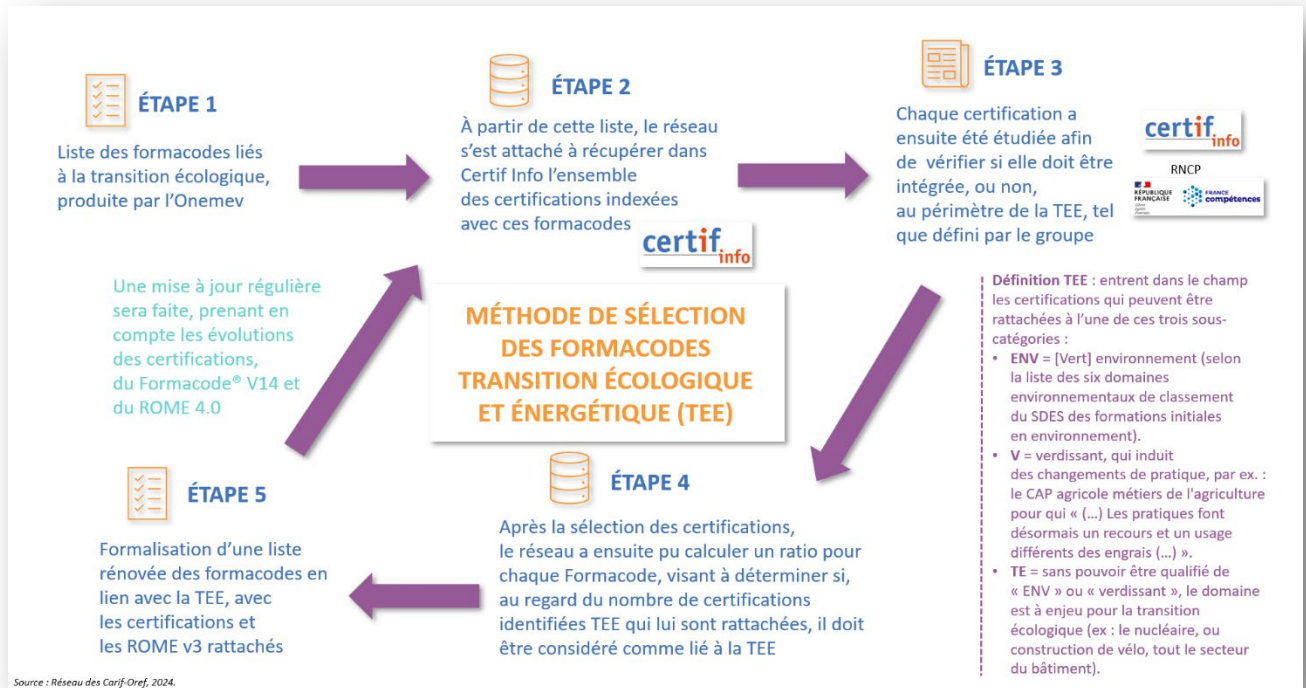 ÉTAPE 1
Liste des formacodes liés
à la transition écologique,
produite par l'Onemev
ÉTAPE 2
À partir de cette liste, le réseau
s'est attaché à récupérer dans
Certif Info l'ensemble
des certifications indexées
avec ces formacodes
certif
info
ÉTAPE 3
Chaque certification a
ensuite été étudiée afin
de vérifier si elle doit être
intégrée, ou non,
au périmètre de la TEE, tel
que défini par le groupe
certif
info
RNCP
RÉPUBLIQUE
FRANÇAISE
FRANCE
compétences
Définition TEE : entrent dans le champ
les certifications qui peuvent être
rattachées à l'une de ces trois sous-
catégories :
• ENV = [Vert] environnement (selon
la liste des six domaines
environnementaux de classement
du SDES des formations initiales
en environnement).
• V = verdissant, qui induit
des changements de pratique, par ex. :
le CAP agricole métiers de l'agriculture
pour qui « (...) Les pratiques font
désormais un recours et un usage
différents des engrais (...) ».
• TE = sans pouvoir être qualifié de
« ENV » ou « verdissant », le domaine
est à enjeu pour la transition
écologique (ex : le nucléaire, ou
construction de vélo, tout le secteur
du bâtiment).
Une mise à jour régulière
sera faite, prenant en
compte les évolutions
des certifications,
du Formacode® V14 et
du ROME 4.0
MÉTHODE DE SÉLECTION
DES FORMACODES
TRANSITION ÉCOLOGIQUE
ET ÉNERGÉTIQUE (TEE)
ÉTAPE 4
Après la sélection des certifications,
le réseau a ensuite pu calculer un ratio pour
chaque Formacode, visant à déterminer si,
au regard du nombre de certifications
identifiées TEE qui lui sont rattachées, il doit
être considéré comme lié à la TEE
ÉTAPE 5
Formalisation d'une liste
rénovée des formacodes en
lien avec la TEE, avec
les certifications et
les ROME v3 rattachés
Source : Réseau des Carif-Oref, 2024.